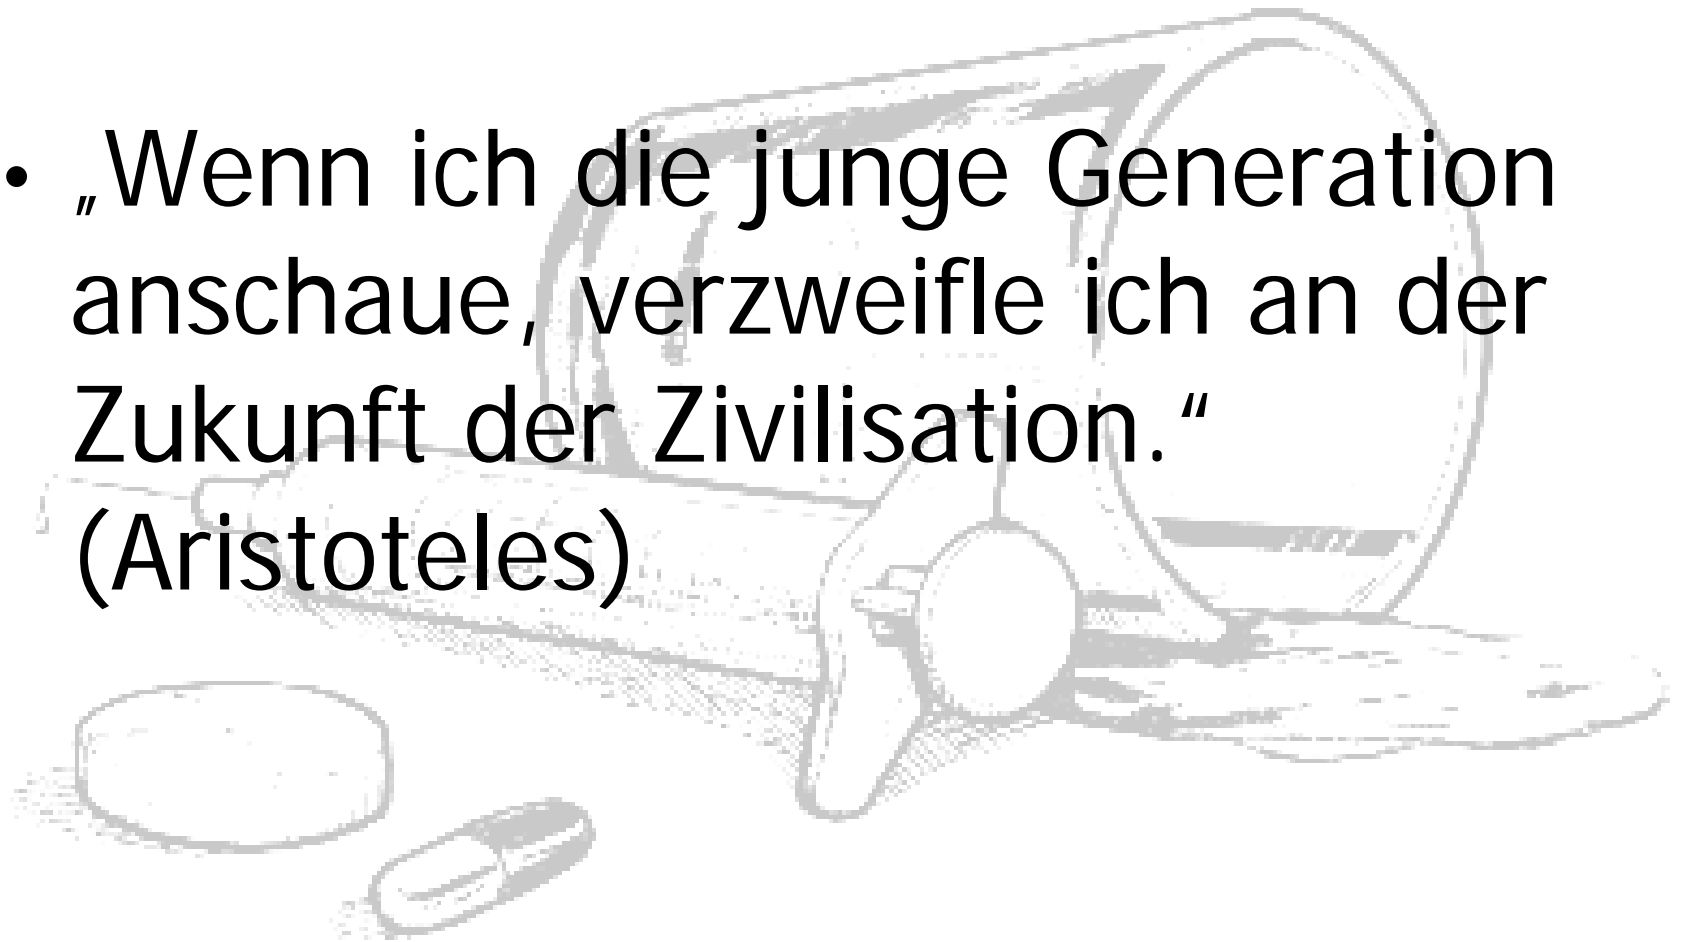 • „Wenn ich die junge Generation
anschaue, verzweifle ich an der
Zukunft der Zivilisation.“
(Aristoteles)